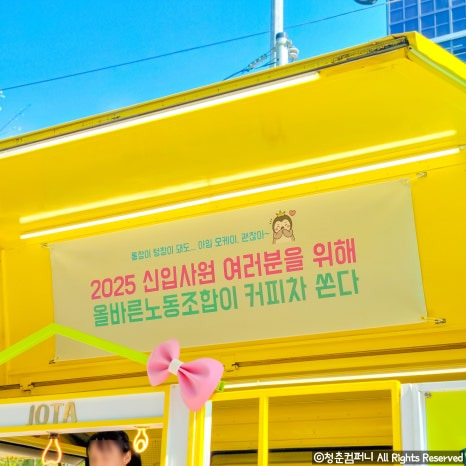 통장이 텅장이 돼도... 아임 오케이, 괜찮아~
2025 신입사원 여러분을 위해
올바른노동조합이 커피차 쏜다
IOTA
©청춘컴퍼니 All Rights Reserved